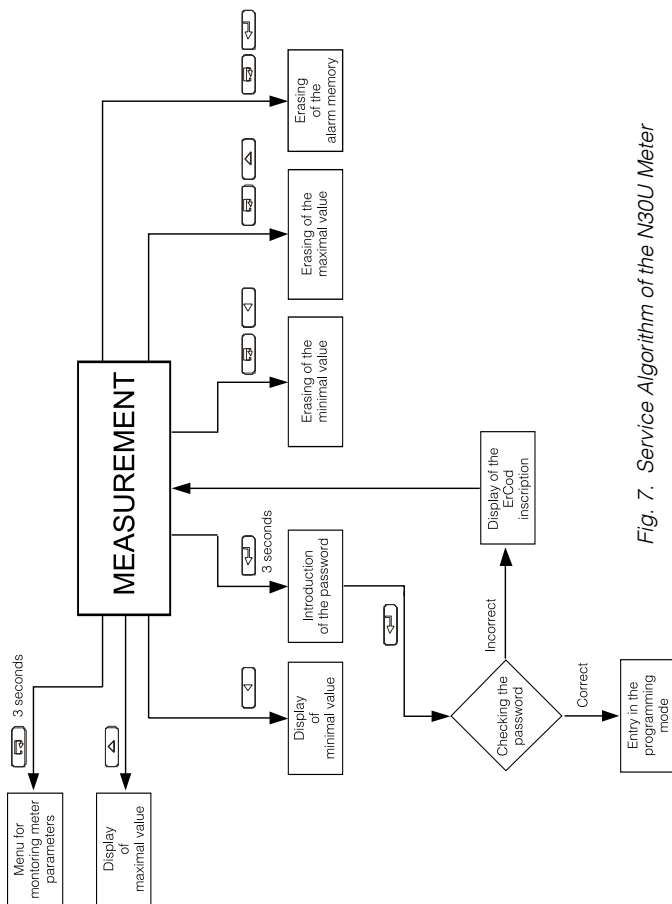 MEASUREMENT
3 seconds
Menu for
montoring meter
parameters
Display
of
maximal value
Display
of
minimal value
3 seconds
Introduction
of the password
Erasing of the
minimal value
Erasing of the
maximal value
Erasing
of the
alarm memory
Checking the
password
Incorrect
Display of the
ErCod
inscription
Correct
Entry in the
programming
mode
Fig. 7. Service Algorithm of the N30U Meter